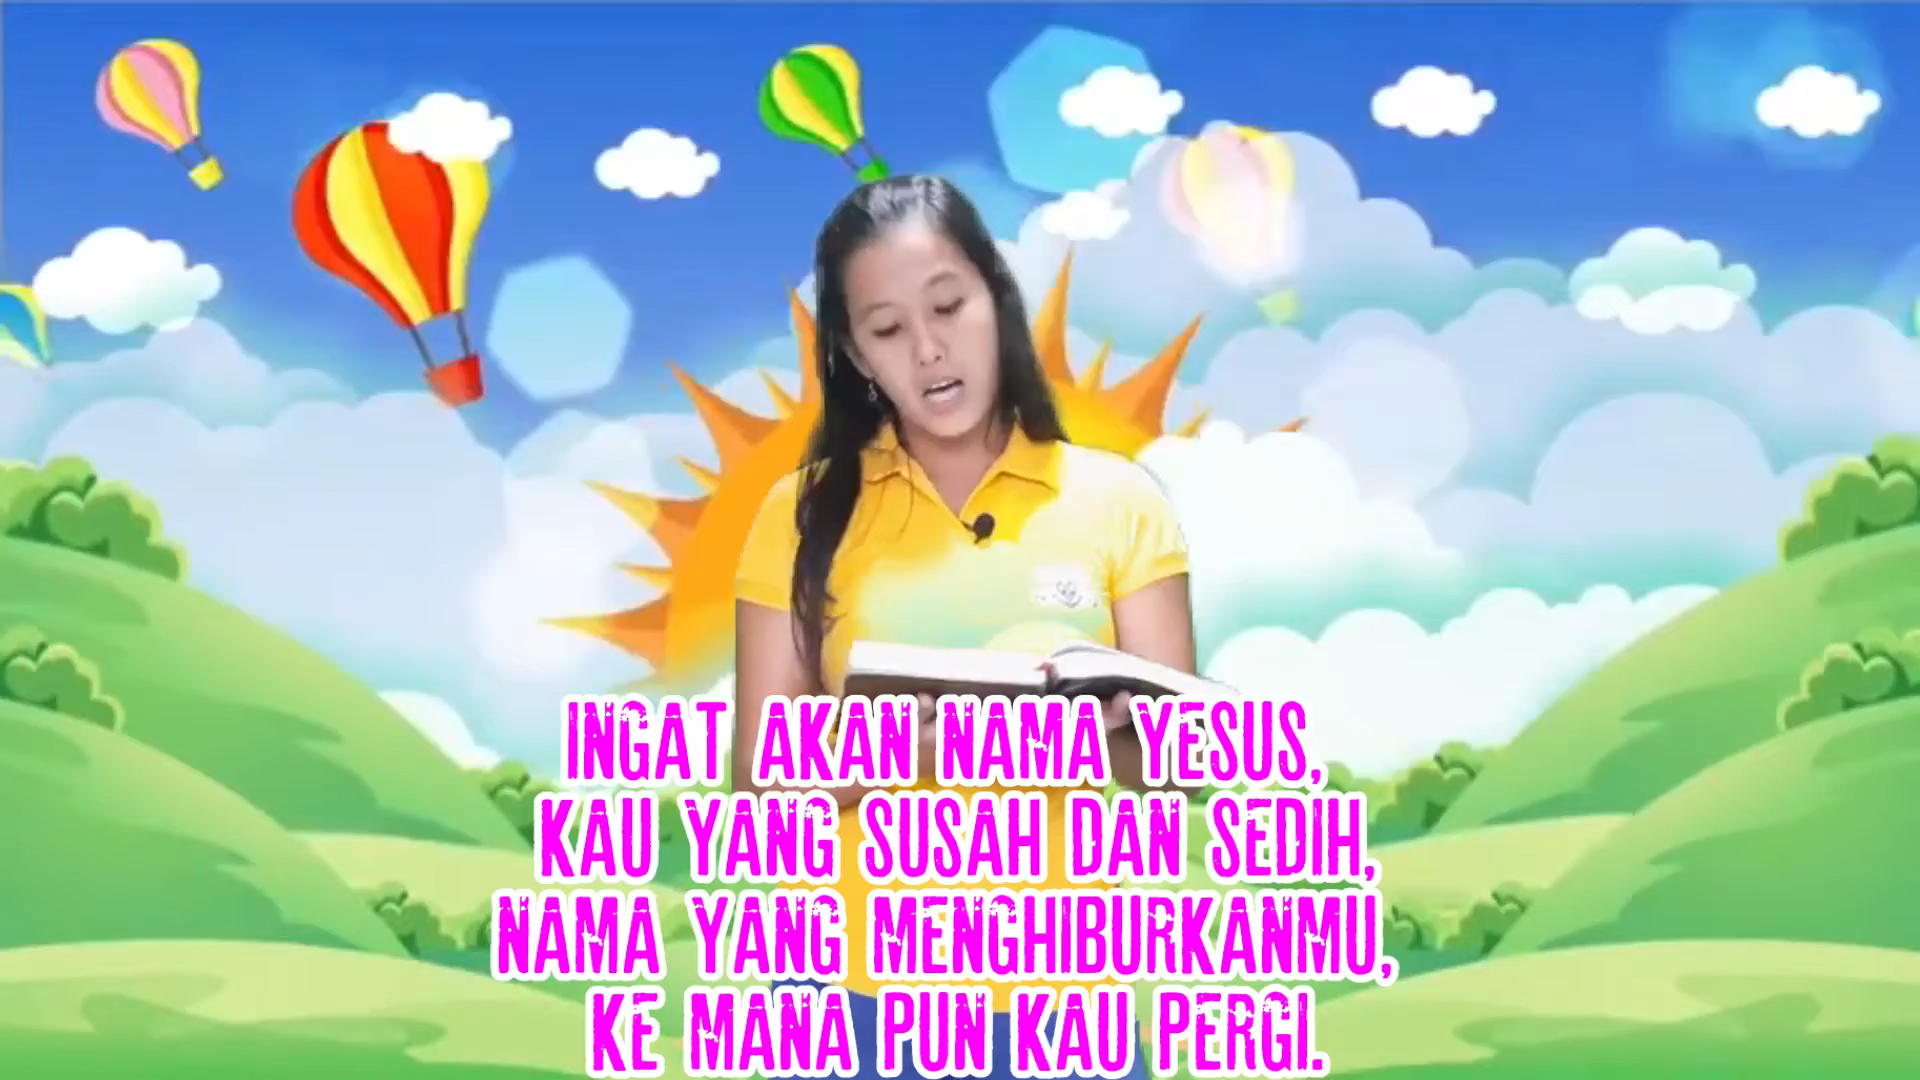 INGAT AKAN NAMA YESUS,
KAU YANG SUSAH DAN SEDIH,
NAMA YANG MENGHIBURKANMU,
KE MANA PUN KAU PERGI.